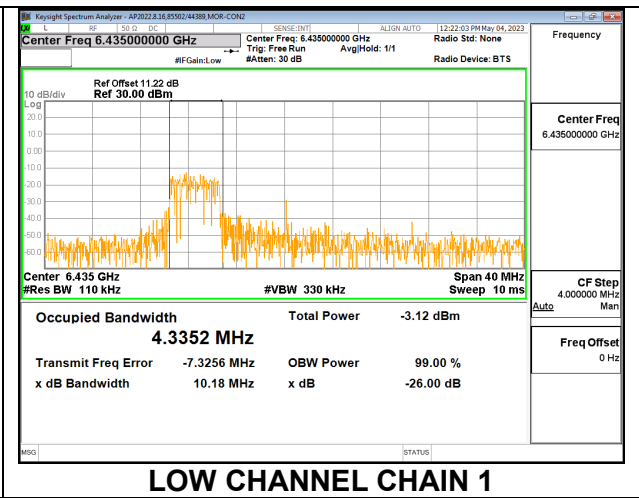 Keysight Spectrum Analyzer - AP2022.8.16,85502/44389,MOR-CON2
L RF 50 Ω DC SENSE:INT ALIGN AUTO 12:22:03 PM May 04, 2023
Center Freq 6.435000000 GHz Center Freq: 6.435000000 GHz Radio Std: None Frequency
Trig: Free Run Avg|Hold: 1/1
#IFGain:Low #Atten: 30 dB Radio Device: BTS
Ref Offset 11.22 dB
10 dB/div Ref 30.00 dBm
Log
20.0
10.0
0.00
-10.0
-20.0
-30.0
-40.0
-50.0
-60.0
Center Freq
6.435000000 GHz
Center 6.435 GHz Span 40 MHz
#Res BW 110 kHz #VBW 330 kHz Sweep 10 ms
CF Step
4.000000 MHz
Auto Man
Freq Offset
0 Hz
Occupied Bandwidth Total Power -3.12 dBm
4.3352 MHz
Transmit Freq Error -7.3256 MHz OBW Power 99.00 %
x dB Bandwidth 10.18 MHz x dB -26.00 dB
MSG STATUS
LOW CHANNEL CHAIN 1